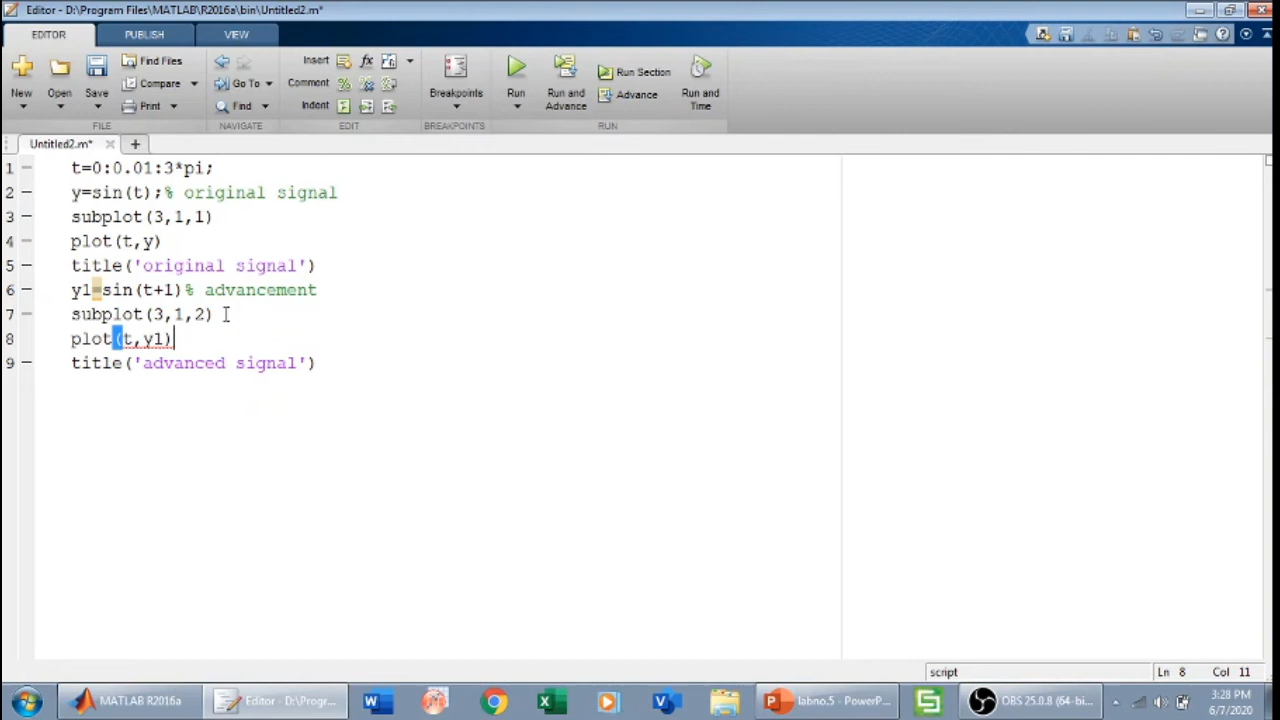 Editor - D:\Program Files\MATLAB\R2016a\bin\Untitled2.m*
EDITOR PUBLISH VIEW
New Open Save Find Files Compare Print Go To Find Insert Comment Indent fx Breakpoints Run Run and Advance Run Section Advance Run and Time
FILE NAVIGATE EDIT BREAKPOINTS RUN
Untitled2.m*
1 t=0:0.01:3*pi;
2 y=sin(t);% original signal
3 subplot(3,1,1)
4 plot(t,y)
5 title('original signal')
6 y1=sin(t+1)% advancement
7 subplot(3,1,2)
8 plot(t,y1)
9 title('advanced signal')
script Ln 8 Col 11
MATLAB R2016a Editor - D:\Progr... labno.5 - PowerP... OBS 25.0.8 (64-bi... 3:28 PM
6/7/2020